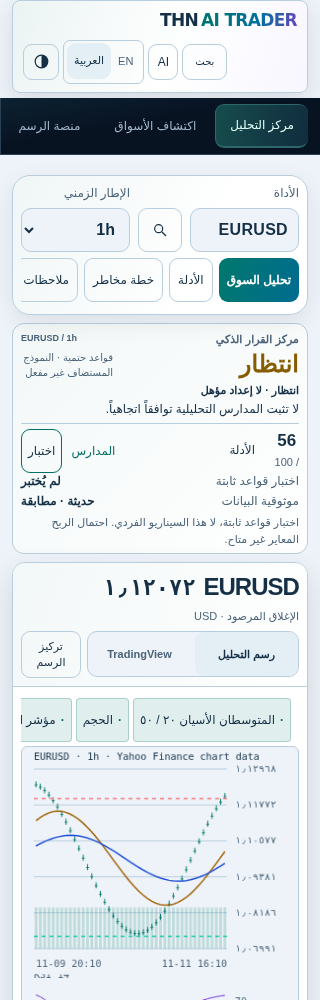 THN AI TRADER
بحث
AI
EN
العربية
مركز التحليل
اكتشاف الأسواق
منصة الرسم
الأداة
الإطار الزمني
EURUSD
1h
تحليل السوق
الأدلة
خطة مخاطر
ملاحظات
مركز القرار الذكي
EURUSD / 1h
انتظار
قواعد حتمية · النموذج المستضاف غير مفعل
انتظار · لا إعداد مؤهل
لا تثبت المدارس التحليلية توافقاً اتجاهياً.
56
/ 100
الأدلة
المدارس
اختبار
اختبار قواعد ثابتة
لم يُختبر
موثوقية البيانات
حديثة · مطابقة
اختبار قواعد ثابتة، لا هذا السيناريو الفردي. احتمال الربح
المعاير غير متاح.
EURUSD ١٫١٢٠٧٢
الإغلاق المرصود · USD
رسم التحليل
TradingView
تركيز
الرسم
· المتوسطان الأسيان ٢٠ / ٥٠
· الحجم
· مؤشر
EURUSD · 1h · Yahoo Finance chart data
١٫١٢٩٦٨
١٫١١٧٧٢
١٫١٠٥٧٧
١٫٠٩٣٨١
١٫٠٨١٨٦
١٫٠٦٩٩١
11-09 20:10
11-11 16:10
RSI 14
70